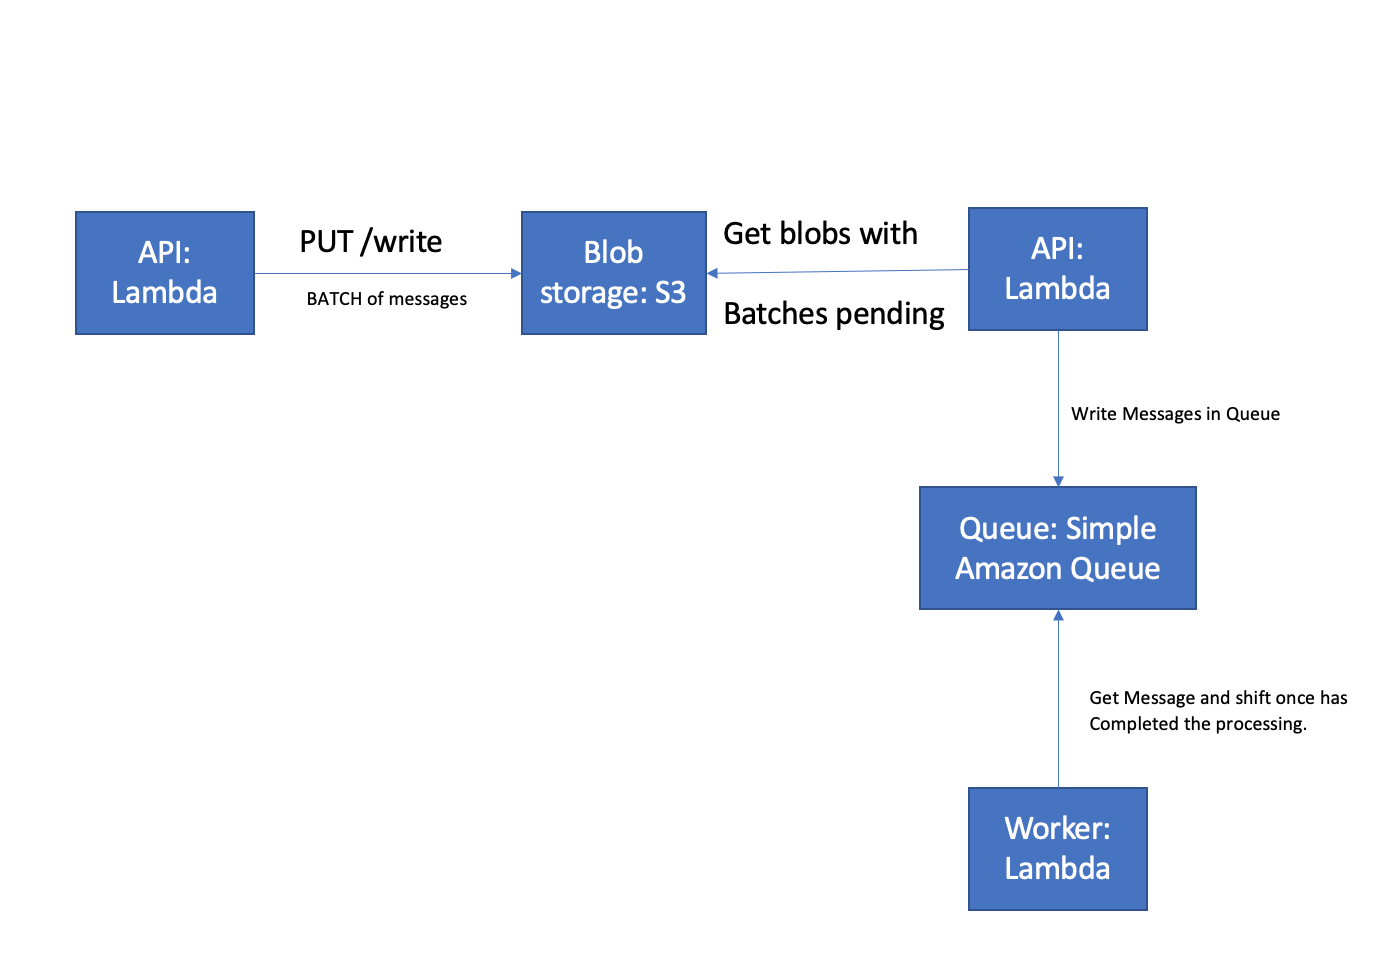 API:
Lambda
PUT /write
BATCH of messages
Blob
storage: S3
Get blobs with
Batches pending
API:
Lambda
Write Messages in Queue
Queue: Simple
Amazon Queue
Get Message and shift once has
Completed the processing.
Worker:
Lambda